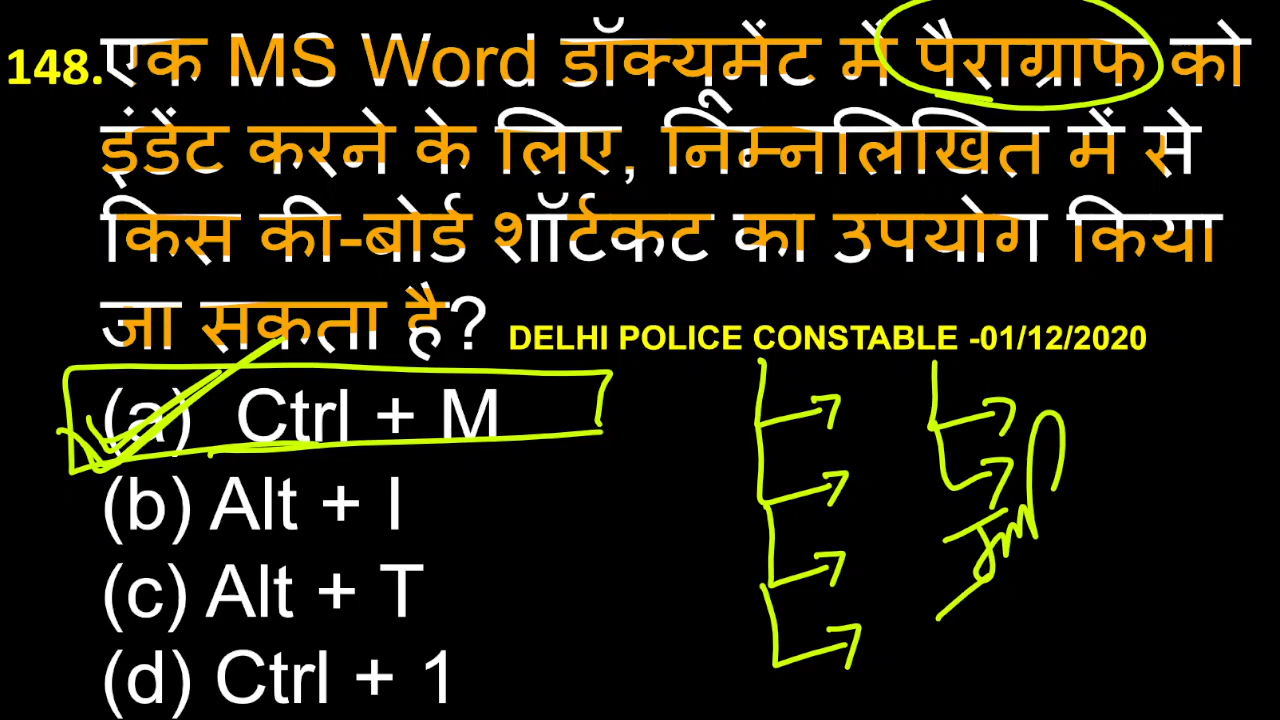 148. एक MS Word डॉक्यूमेंट में पैराग्राफ को
इंडेंट करने के लिए, निम्नलिखित में से
किस की-बोर्ड शॉर्टकट का उपयोग किया
जा सकता है? DELHI POLICE CONSTABLE -01/12/2020
(a) Ctrl + M
(b) Alt + I
(c) Alt + T
(d) Ctrl + 1